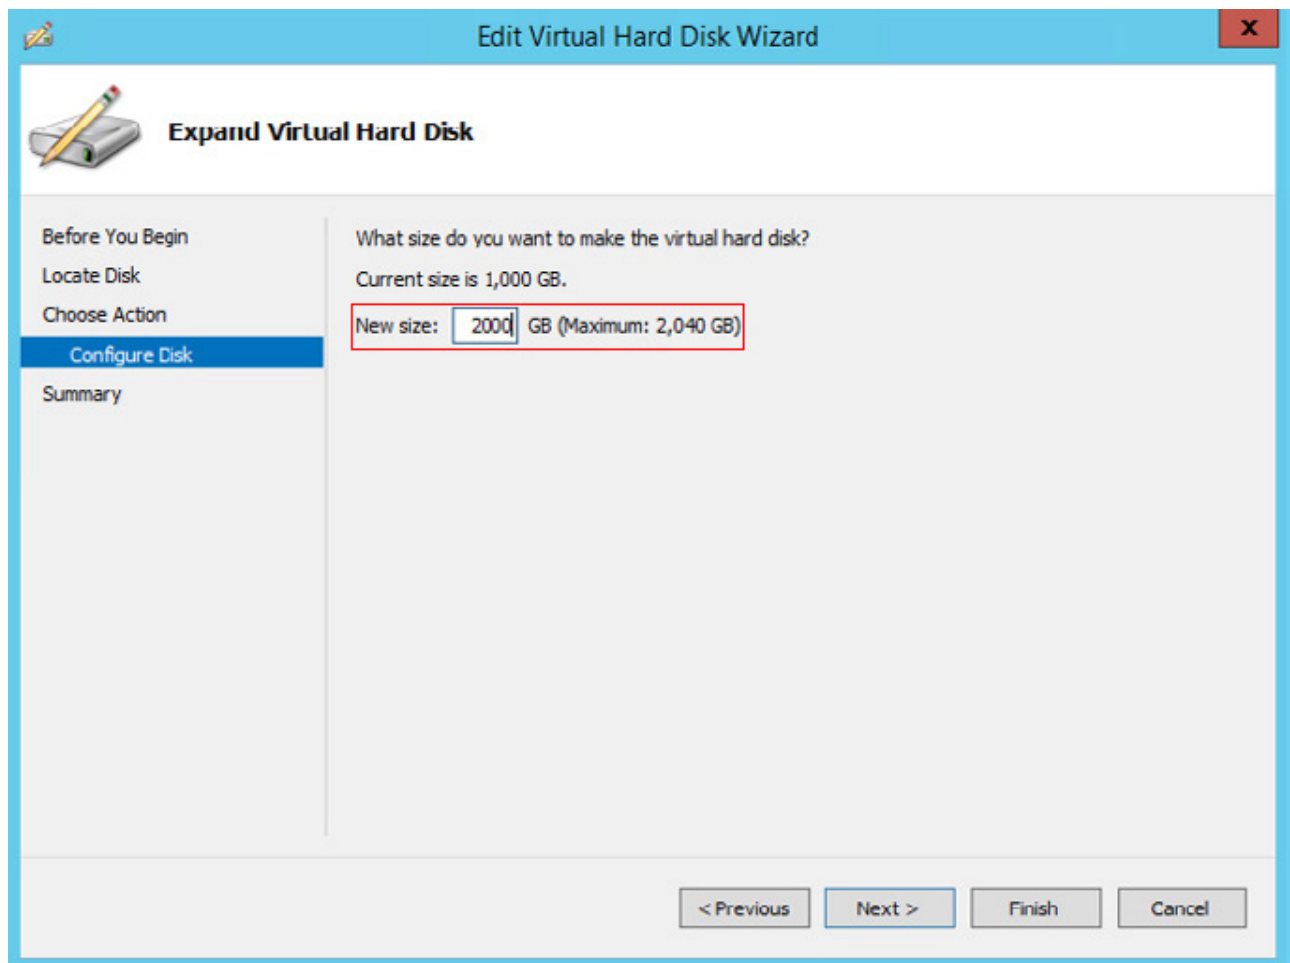 Edit Virtual Hard Disk Wizard
X
Expand Virtual Hard Disk
Before You Begin
Locate Disk
Choose Action
Configure Disk
Summary
What size do you want to make the virtual hard disk?
Current size is 1,000 GB.
New size: 2000 GB (Maximum: 2,040 GB)
< Previous
Next >
Finish
Cancel